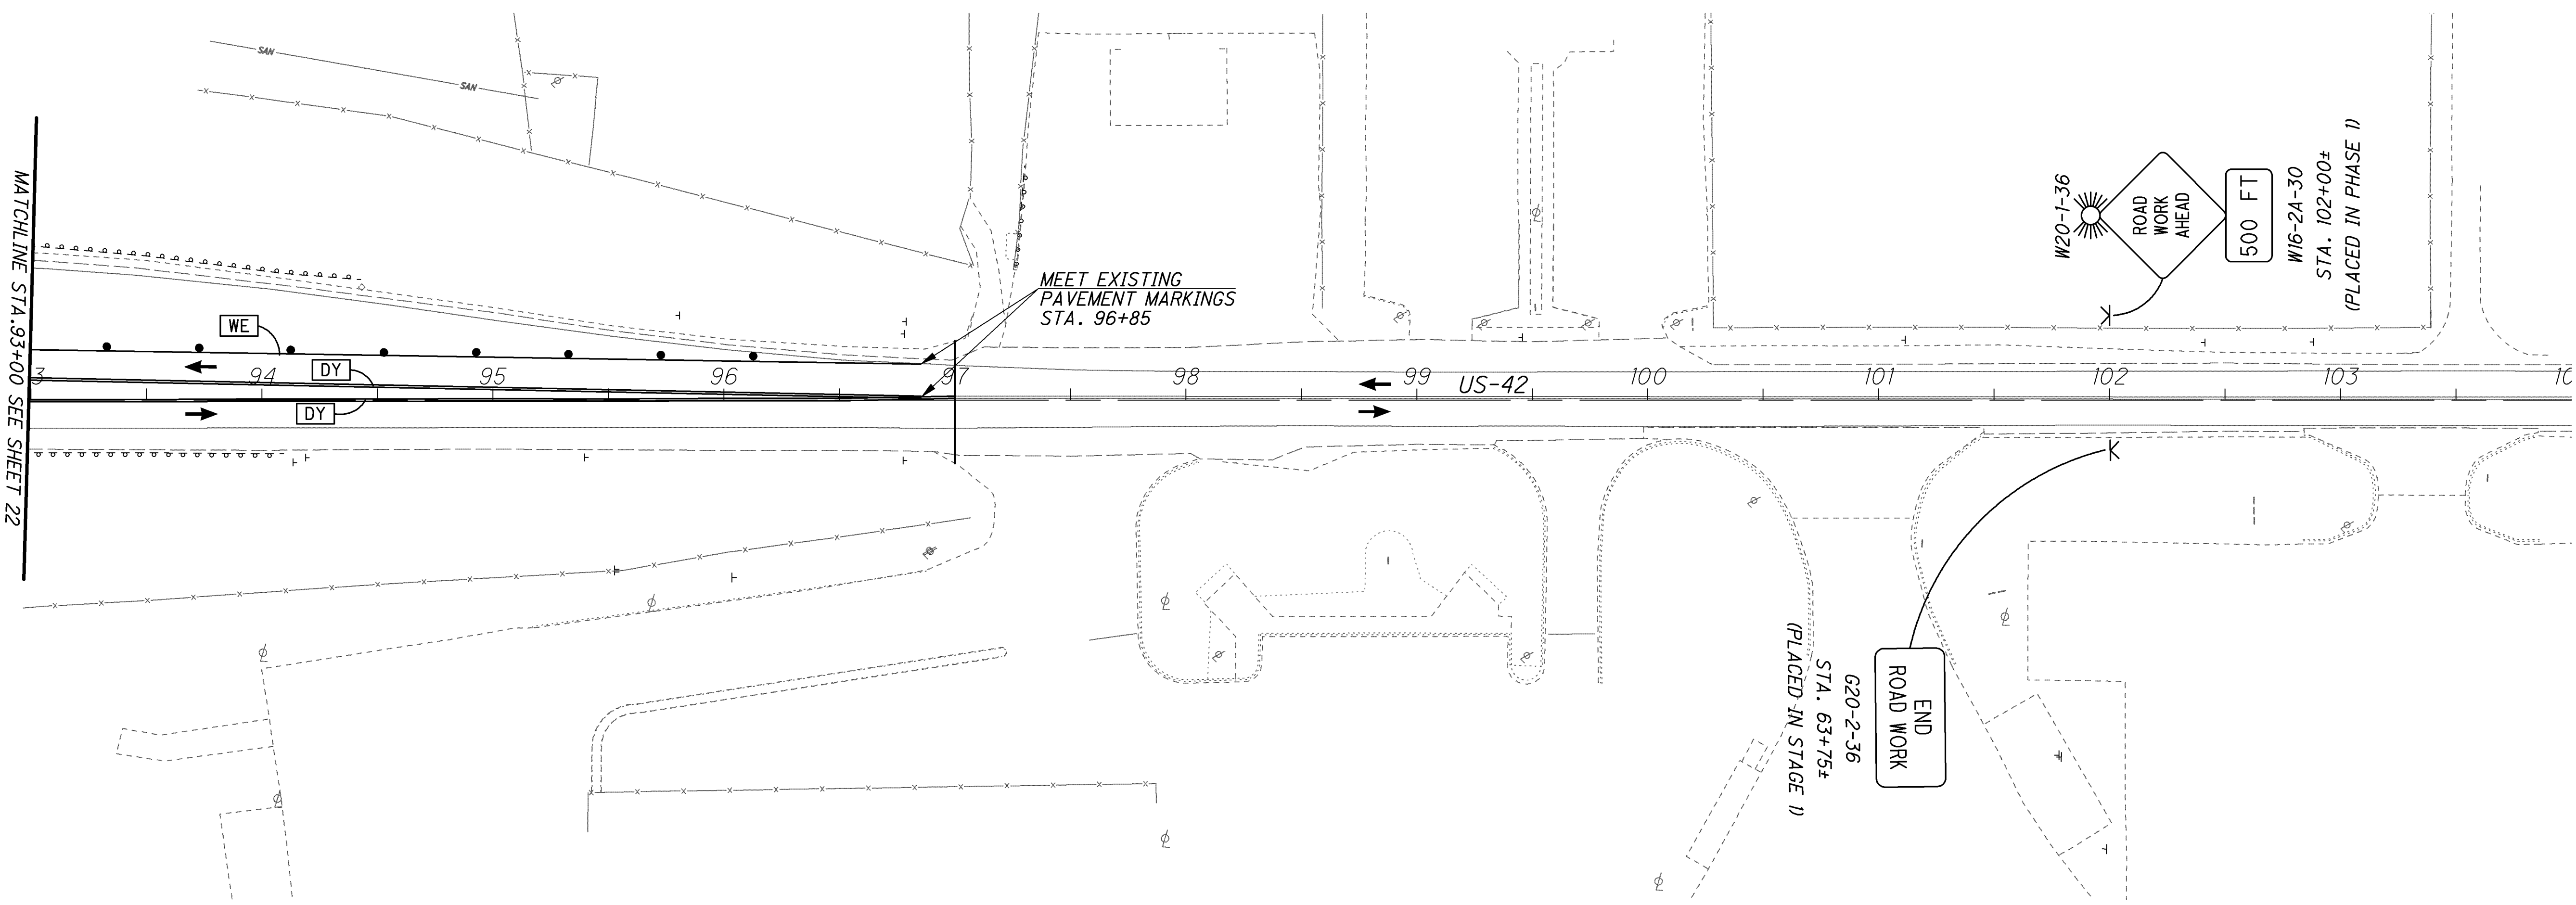 SAN
SAN
MATCHLINE STA.93+00 SEE SHEET 22
WE
DY
DY
MEET EXISTING
PAVEMENT MARKINGS
STA. 96+85
3
94
95
96
97
98
99
100
101
102
103
10
US-42
W20-1-36
ROAD
WORK
AHEAD
500 FT
W16-2A-30
STA. 102+00±
(PLACED IN PHASE 1)
K
K
END
ROAD WORK
G20-2-36
STA. 63+75±
(PLACED IN STAGE 1)